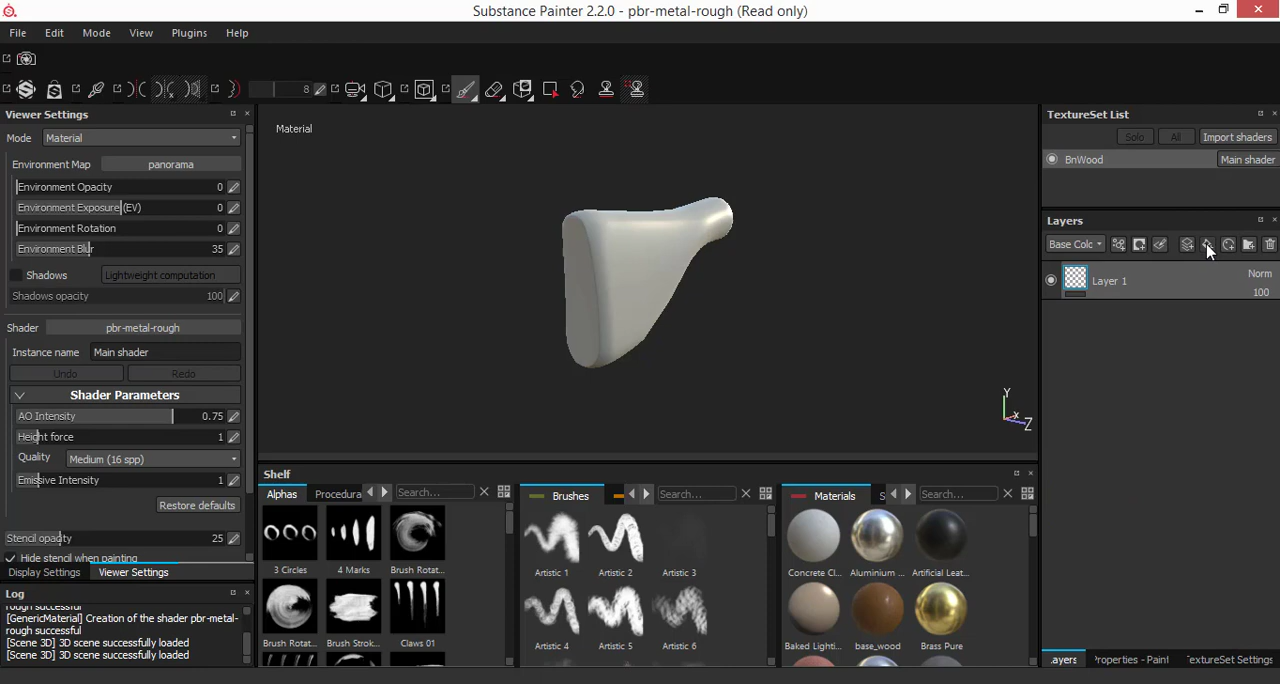 Substance Painter 2.2.0 - pbr-metal-rough (Read only)
File Edit Mode View Plugins Help
8
Viewer Settings
Mode Material
Environment Map panorama
Environment Opacity 0
Environment Exposure (EV) 0
Environment Rotation 0
Environment Blur 35
Shadows Lightweight computation
Shadows opacity 100
Shader pbr-metal-rough
Instance name Main shader
Undo Redo
Shader Parameters
AO Intensity 0.75
Height force 1
Quality Medium (16 spp)
Emissive Intensity 1
Restore defaults
Stencil opacity 25
Hide stencil when painting
Display Settings Viewer Settings
Log
rough successful
[GenericMaterial] Creation of the shader pbr-metal-
rough successful
[Scene 3D] 3D scene successfully loaded
[Scene 3D] 3D scene successfully loaded
Material
Y
X
Z
Shelf
Alphas Procedura Search...
3 Circles 4 Marks Brush Rotat...
Brush Rotat... Brush Strok... Claws 01
Brushes Search...
Artistic 1 Artistic 2 Artistic 3
Artistic 4 Artistic 5 Artistic 6
Materials S Search...
Concrete Cl... Aluminium ... Artificial Leat...
Baked Lighti... base_wood Brass Pure
TextureSet List
Solo All Import shaders
BnWood Main shader
Layers
Base Colc
Layer 1 Norm
100
ayers Properties - Paint TextureSet Settings